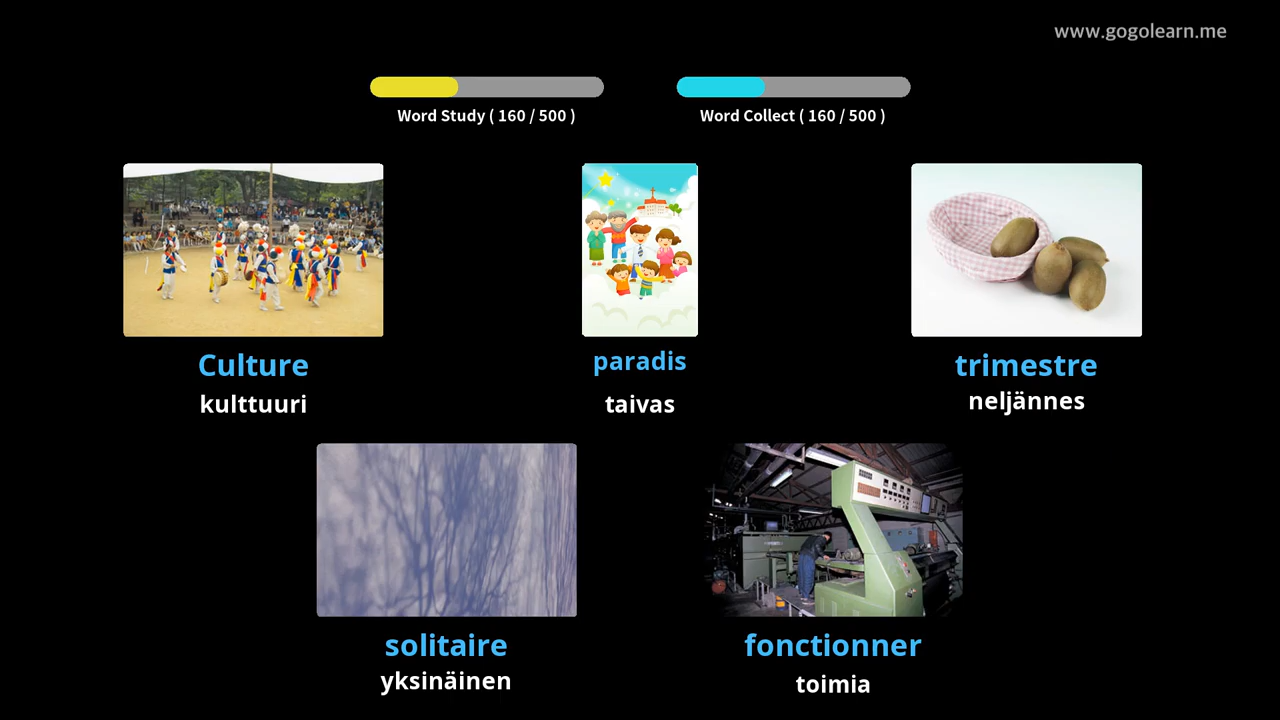 www.gogolearn.me
Word Study ( 160 / 500 )
Word Collect ( 160 / 500 )
Culture
kulttuuri
paradis
taivas
trimestre
neljännes
solitaire
yksinäinen
fonctionner
toimia